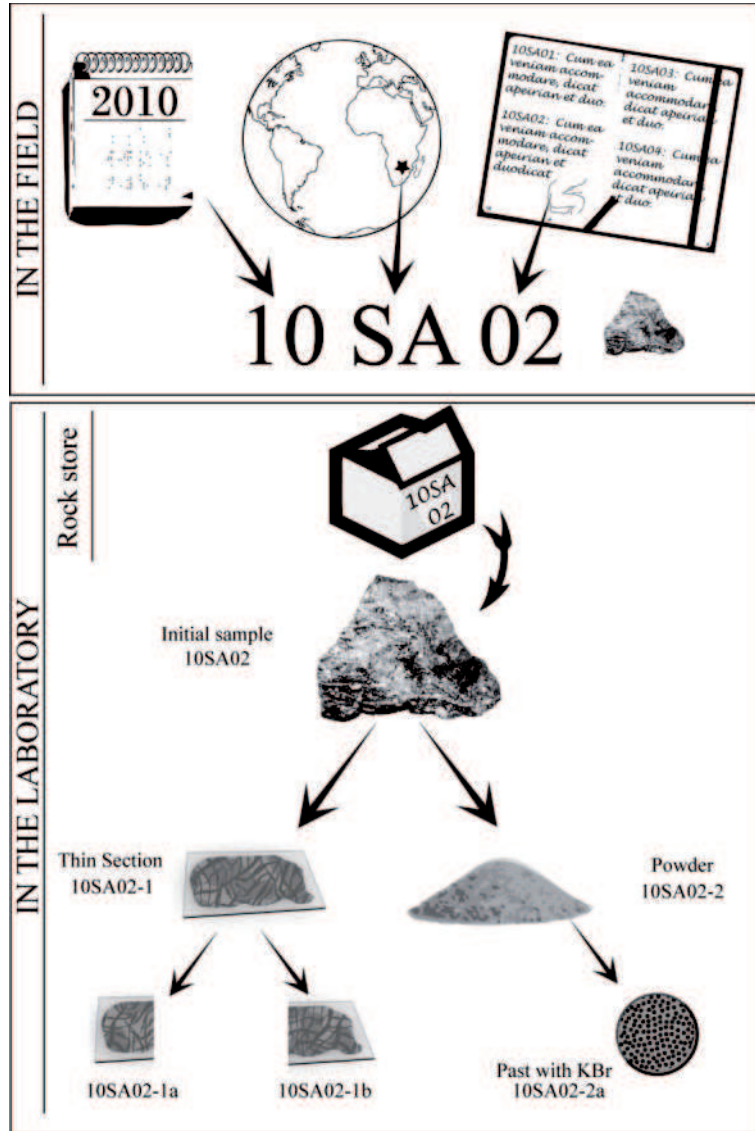 IN THE FIELD
2010
10SA01: Cum ea
veniam accom-
modare, dicat
apeirian et duo.
10SA02: Cum ea
veniam accom-
modare, dicat
apeirian et
duodicat
10SA03: Cum ea
veniam
accommodare,
dicat apeirian
et duo.
10SA04: Cum ea
veniam
accommodare,
dicat apeirian
et duo.
10 SA 02
IN THE LABORATORY
Rock store
10SA
02
Initial sample
10SA02
Thin Section
10SA02-1
Powder
10SA02-2
10SA02-1a
10SA02-1b
Past with KBr
10SA02-2a